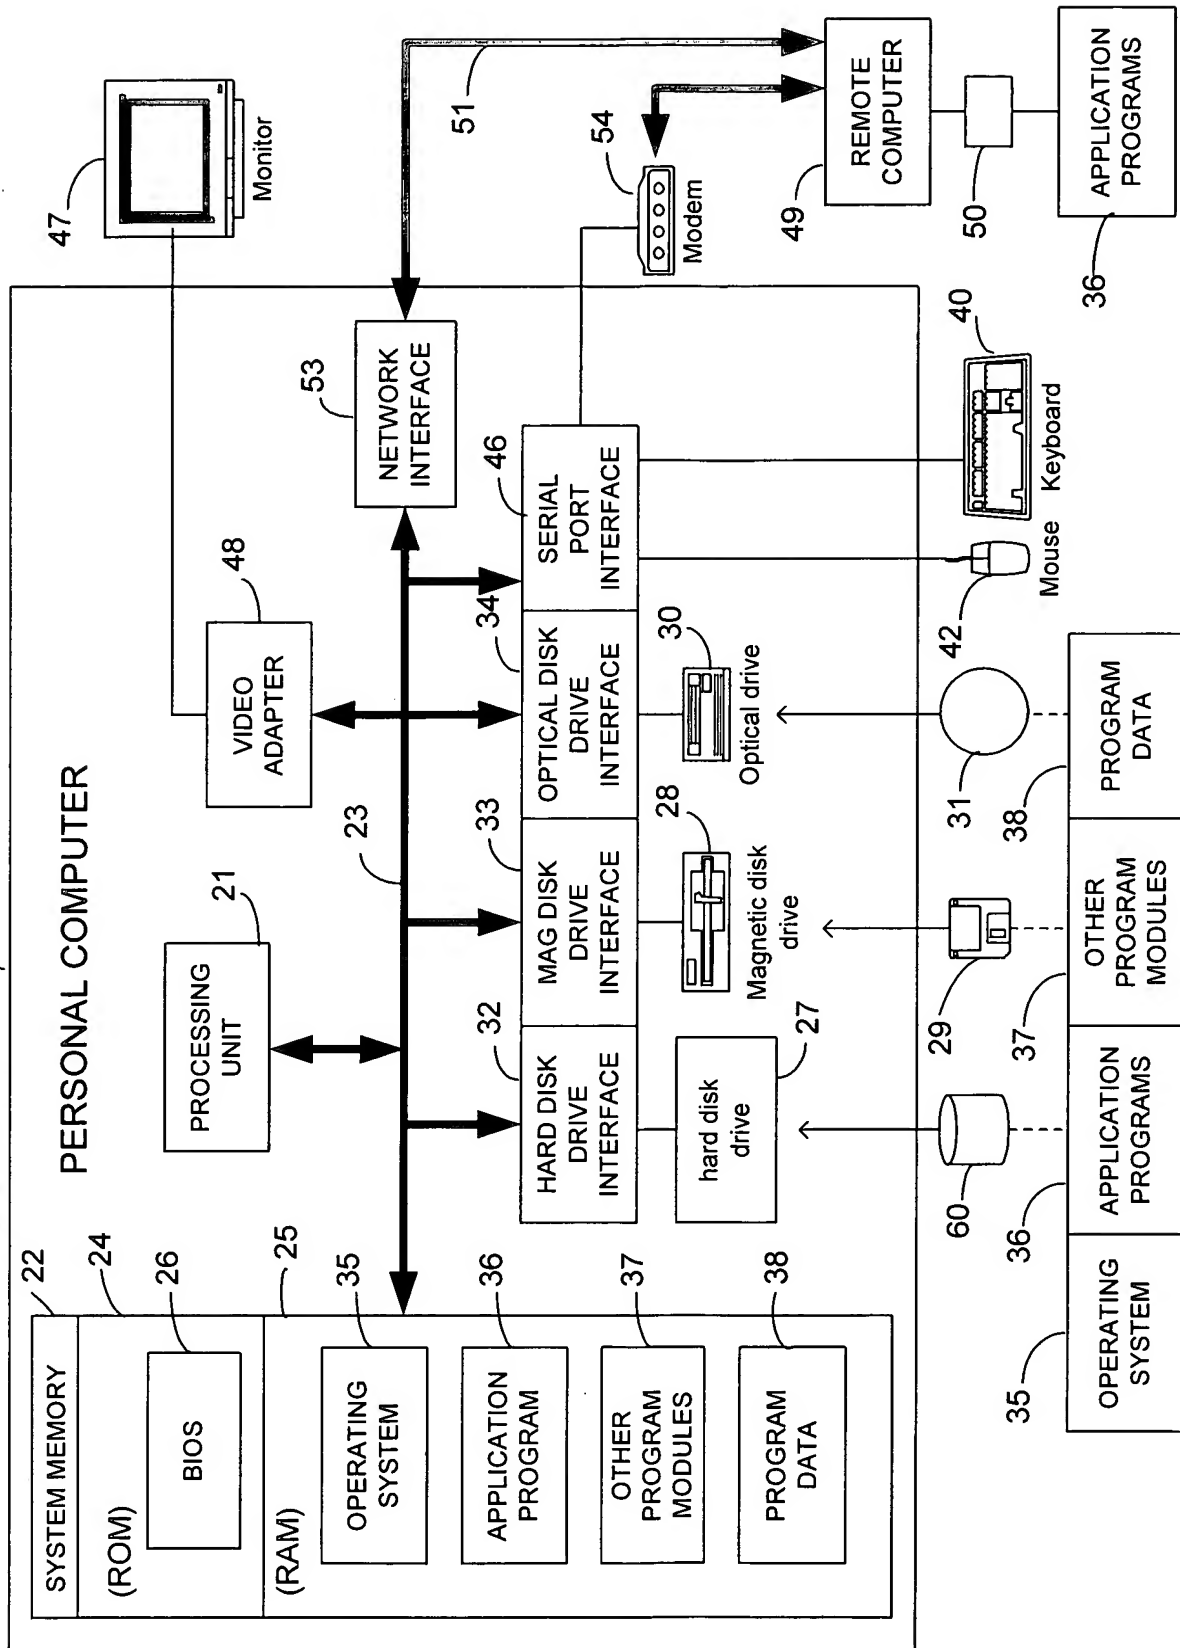 PERSONAL COMPUTER
22
SYSTEM MEMORY
24
(ROM)
26
BIOS
25
(RAM)
35
OPERATING
SYSTEM
36
APPLICATION
PROGRAM
37
OTHER
PROGRAM
MODULES
38
PROGRAM
DATA
21
PROCESSING
UNIT
23
48
VIDEO
ADAPTER
47
Monitor
53
NETWORK
INTERFACE
51
32
HARD DISK
DRIVE
INTERFACE
33
MAG DISK
DRIVE
INTERFACE
34
OPTICAL DISK
DRIVE
INTERFACE
46
SERIAL
PORT
INTERFACE
54
Modem
27
hard disk
drive
28
Magnetic disk
drive
30
Optical drive
49
REMOTE
COMPUTER
50
36
APPLICATION
PROGRAMS
60
29
31
42
Mouse
40
Keyboard
35
OPERATING
SYSTEM
36
APPLICATION
PROGRAMS
37
OTHER
PROGRAM
MODULES
38
PROGRAM
DATA